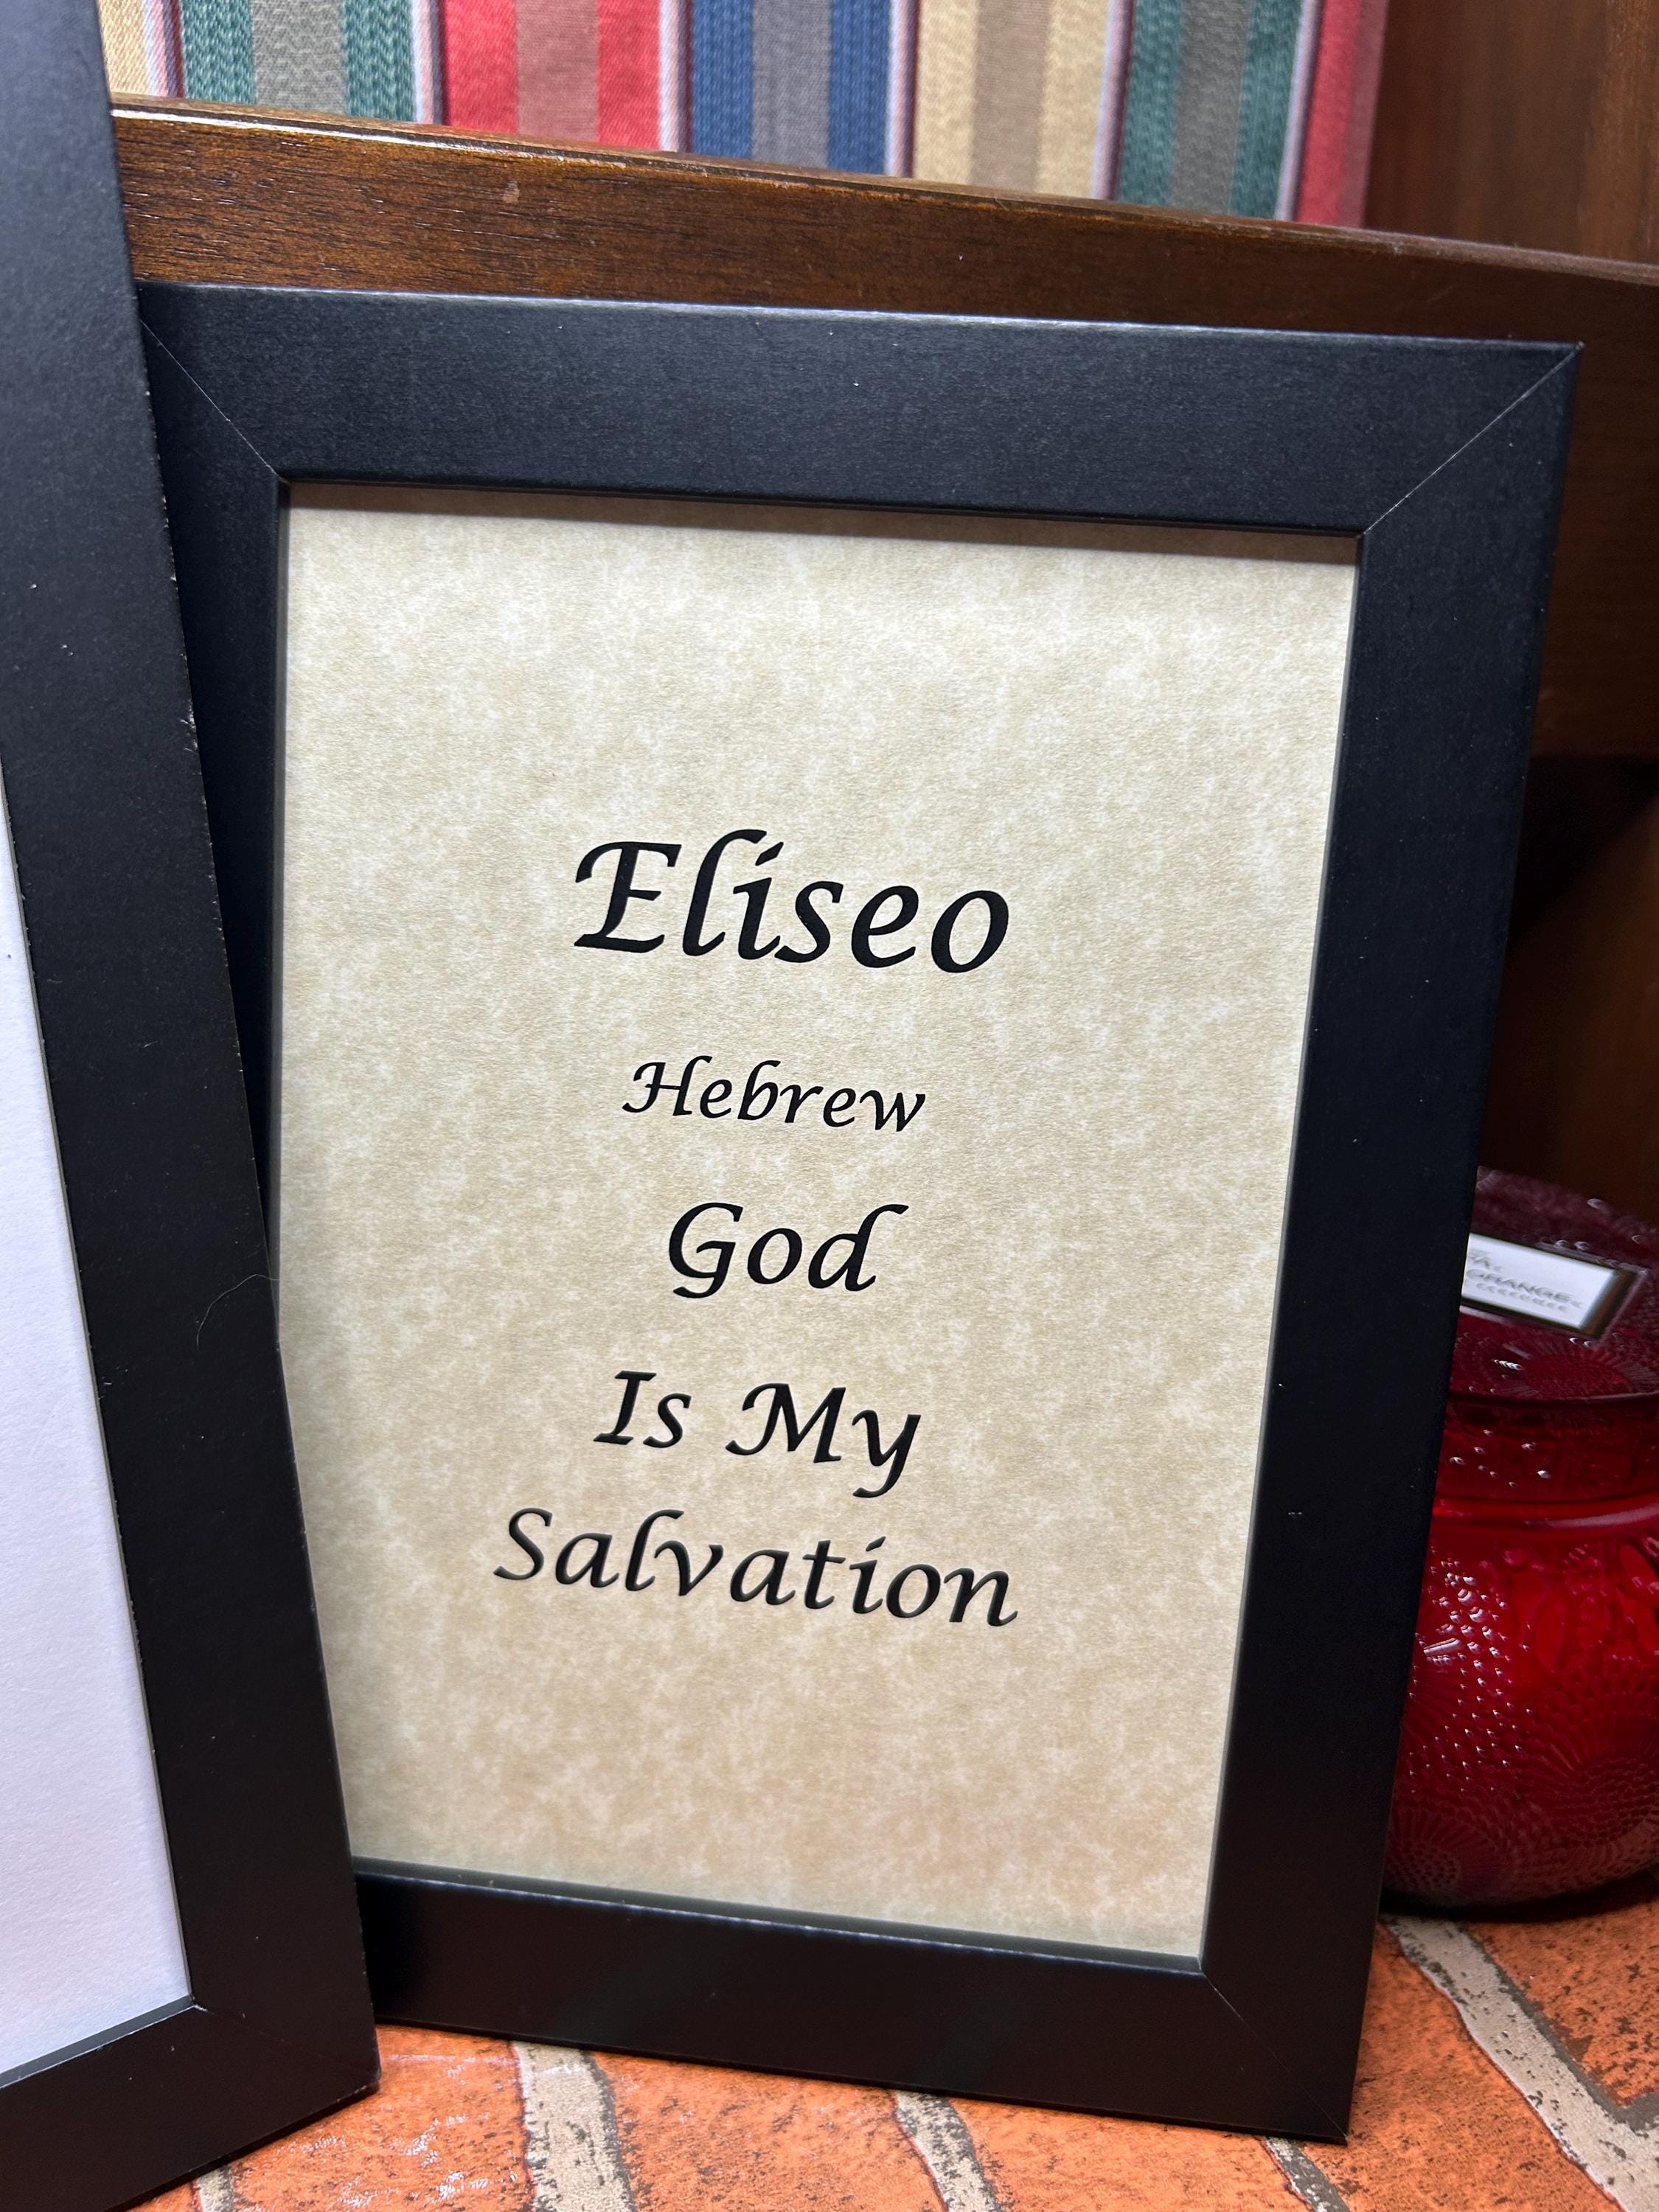 Eliseo
Hebrew
God
Is My
Salvation